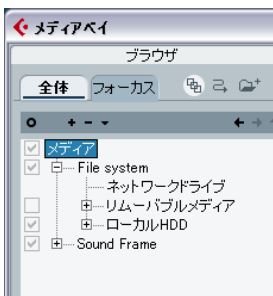 メディアベイ
ブラウザ
全体 フォーカス
メディア
File system
ネットワークドライブ
リムーバブルメディア
ローカルHDD
Sound Frame